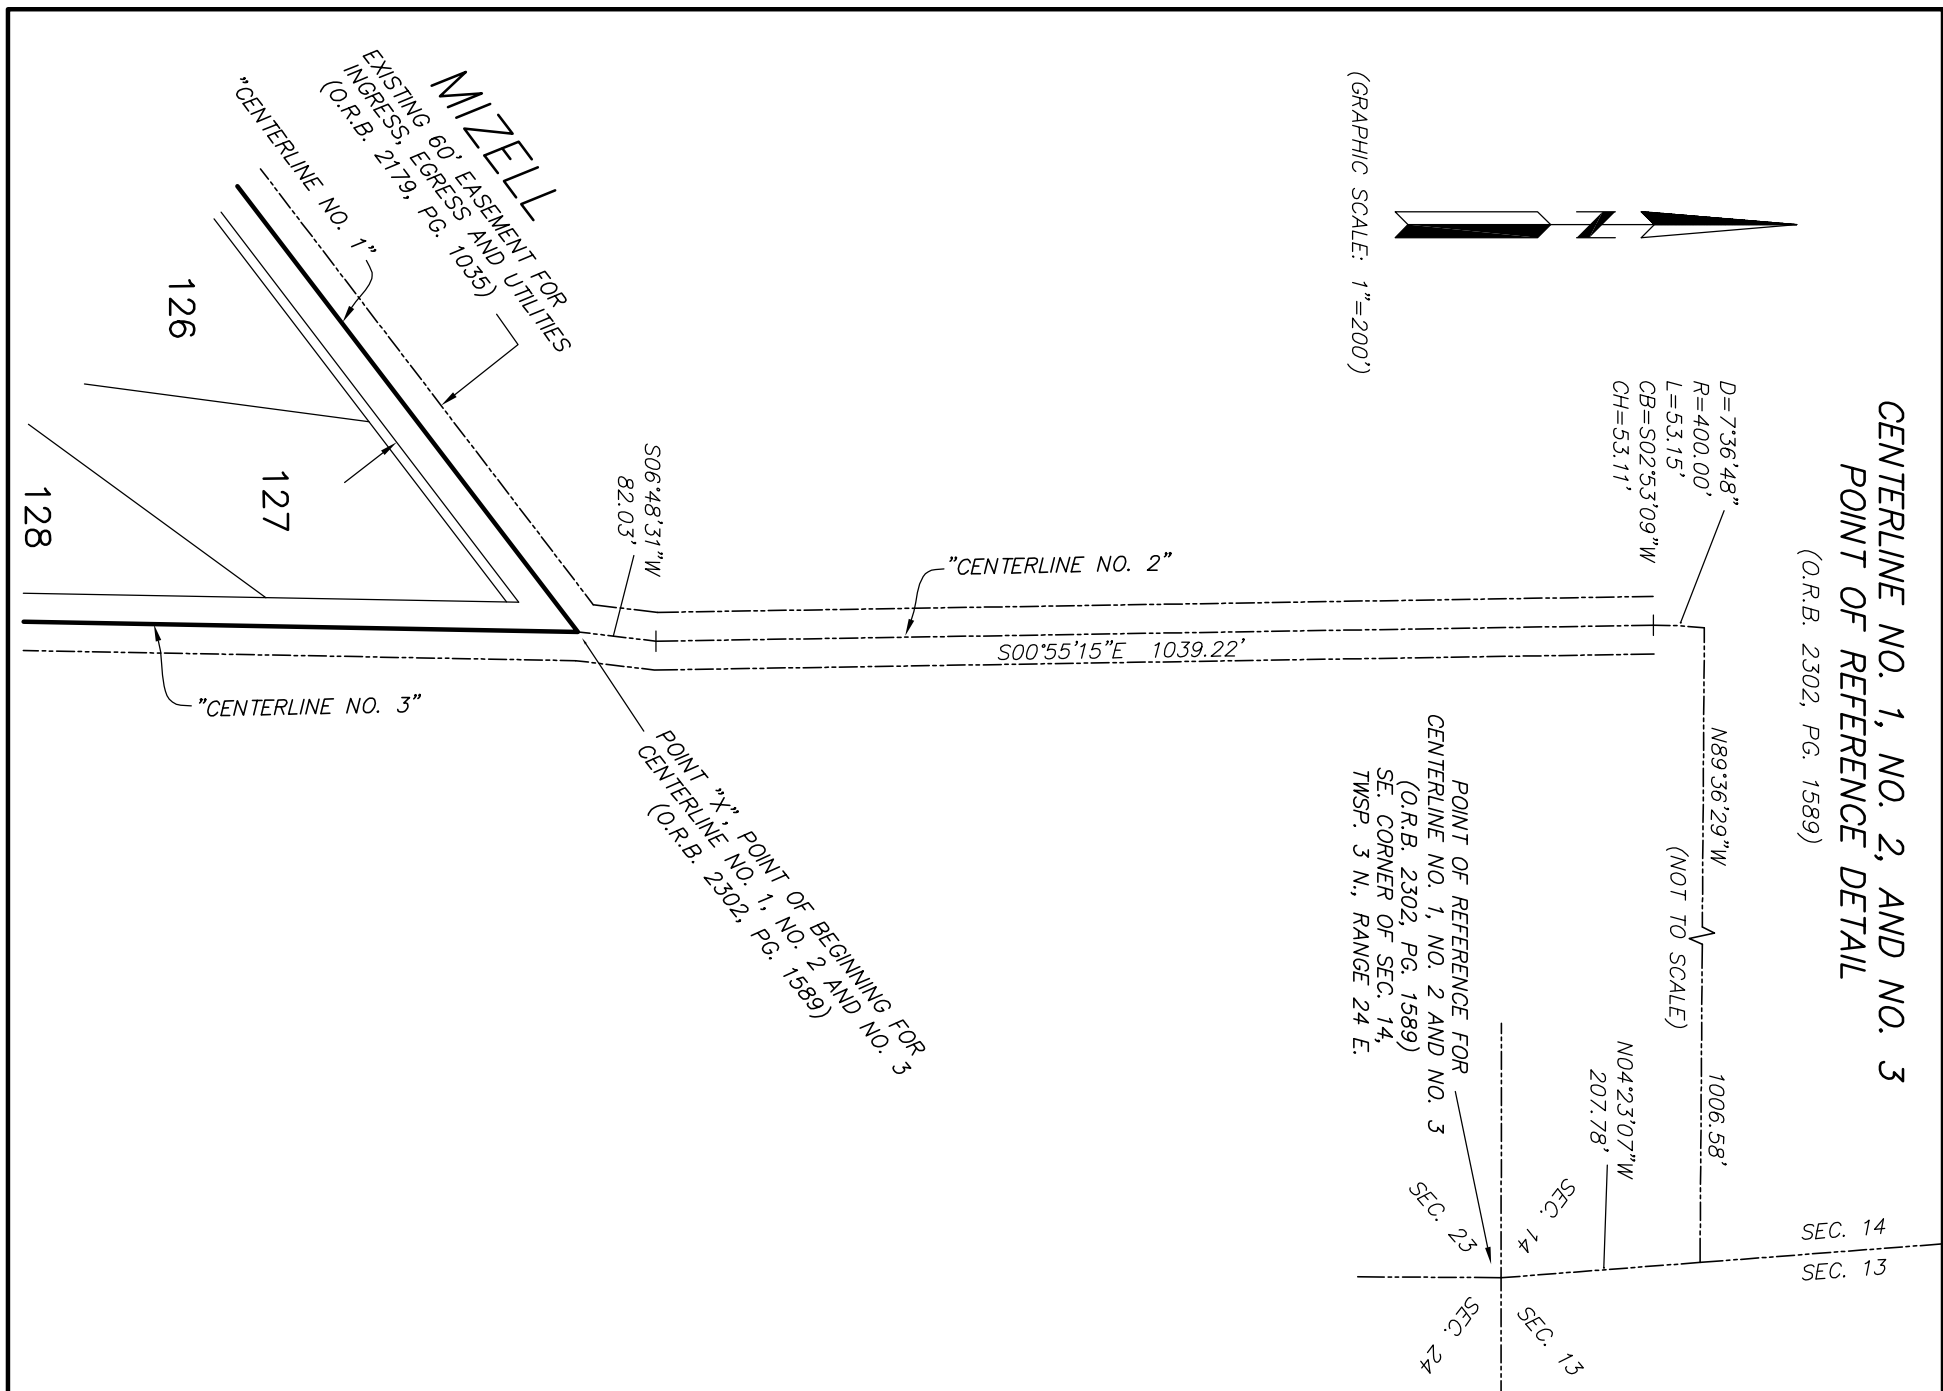 CENTERLINE NO. 1, NO. 2, AND NO. 3
POINT OF REFERENCE DETAIL
(O.R.B. 2302, PG. 1589)
(GRAPHIC SCALE: 1"=200')
N
D=7°36'48"
R=400.00'
L=53.15'
CB=S02°53'09"W
CH=53.11'
N89°36'29"W
1006.58'
(NOT TO SCALE)
N04°23'07"W
207.78'
SEC. 14
SEC. 13
SEC. 14
SEC. 13
SEC. 23
SEC. 24
POINT OF REFERENCE FOR
CENTERLINE NO. 1, NO. 2 AND NO. 3
(O.R.B. 2302, PG. 1589)
SE. CORNER OF SEC. 14,
TWSP. 3 N., RANGE 24 E.
"CENTERLINE NO. 2"
S00°55'15"E 1039.22'
S06°48'31"W
82.03'
POINT "X", POINT OF BEGINNING FOR
CENTERLINE NO. 1, NO. 2 AND NO. 3
(O.R.B. 2302, PG. 1589)
MIZELL
EXISTING 60' EASEMENT FOR
INGRESS, EGRESS AND UTILITIES
(O.R.B. 2179, PG. 1035)
"CENTERLINE NO. 1"
126
127
128
"CENTERLINE NO. 3"